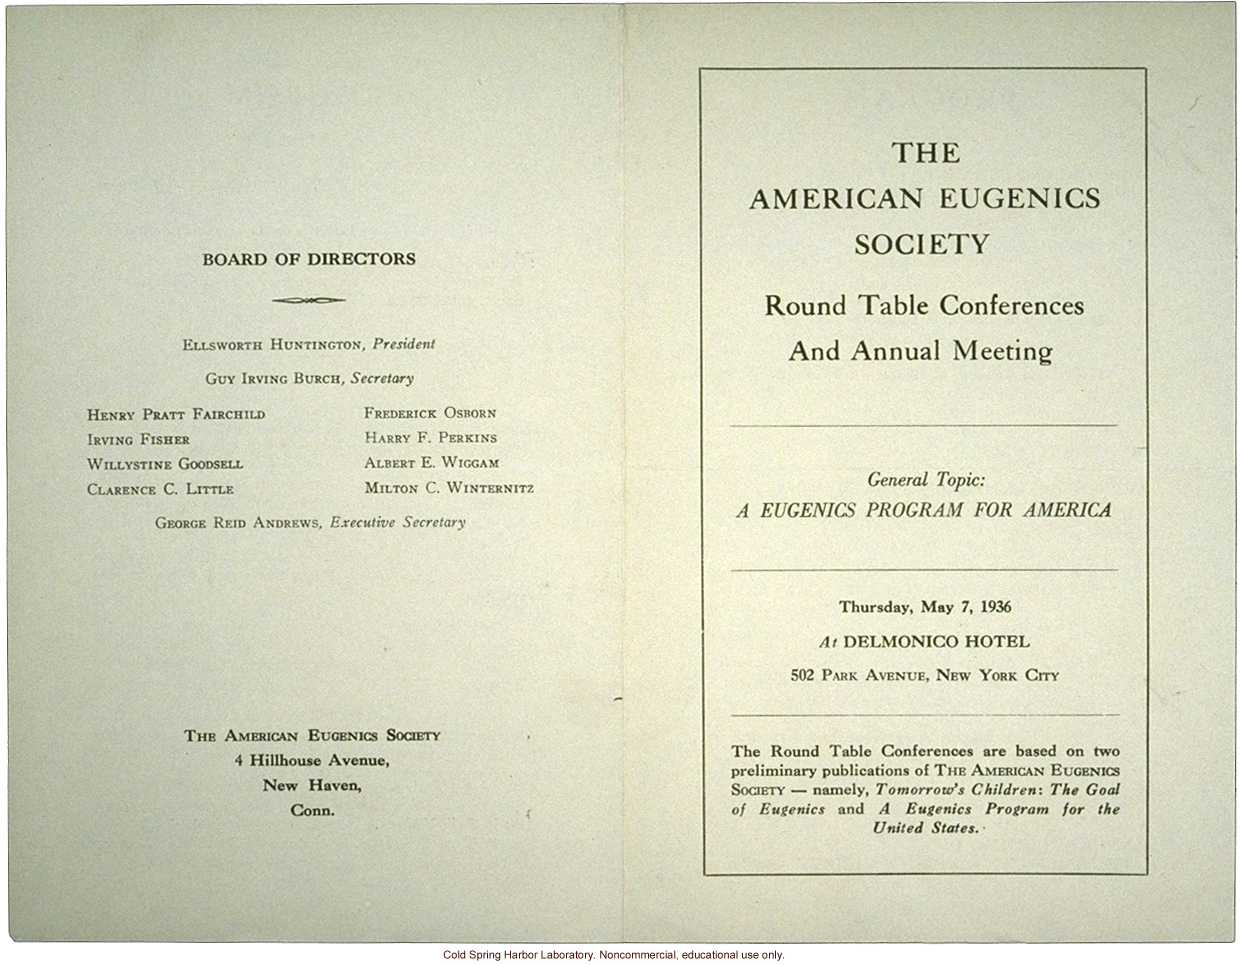 BOARD OF DIRECTORS
ELLSWORTH HUNTINGTON, President
GUY IRVING BURCH, Secretary
HENRY PRATT FAIRCHILD
IRVING FISHER
WILLYSTINE GOODSELL
CLARENCE C. LITTLE
FREDERICK OSBORN
HARRY F. PERKINS
ALBERT E. WIGGAM
MILTON C. WINTERNITZ
GEORGE REID ANDREWS, Executive Secretary
THE AMERICAN EUGENICS SOCIETY
4 Hillhouse Avenue,
New Haven,
Conn.
THE
AMERICAN EUGENICS
SOCIETY
Round Table Conferences
And Annual Meeting
General Topic:
A EUGENICS PROGRAM FOR AMERICA
Thursday, May 7, 1936
At DELMONICO HOTEL
502 PARK AVENUE, NEW YORK CITY
The Round Table Conferences are based on two
preliminary publications of THE AMERICAN EUGENICS
SOCIETY — namely, Tomorrow's Children: The Goal
of Eugenics and A Eugenics Program for the
United States.
Cold Spring Harbor Laboratory. Noncommercial, educational use only.